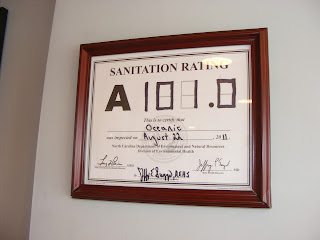 SANITATION RATING
A 101.0
This is to certify that
Oceanic
was inspected on August 22, 2011
North Carolina Department of Environment and Natural Resources
Division of Environmental Health